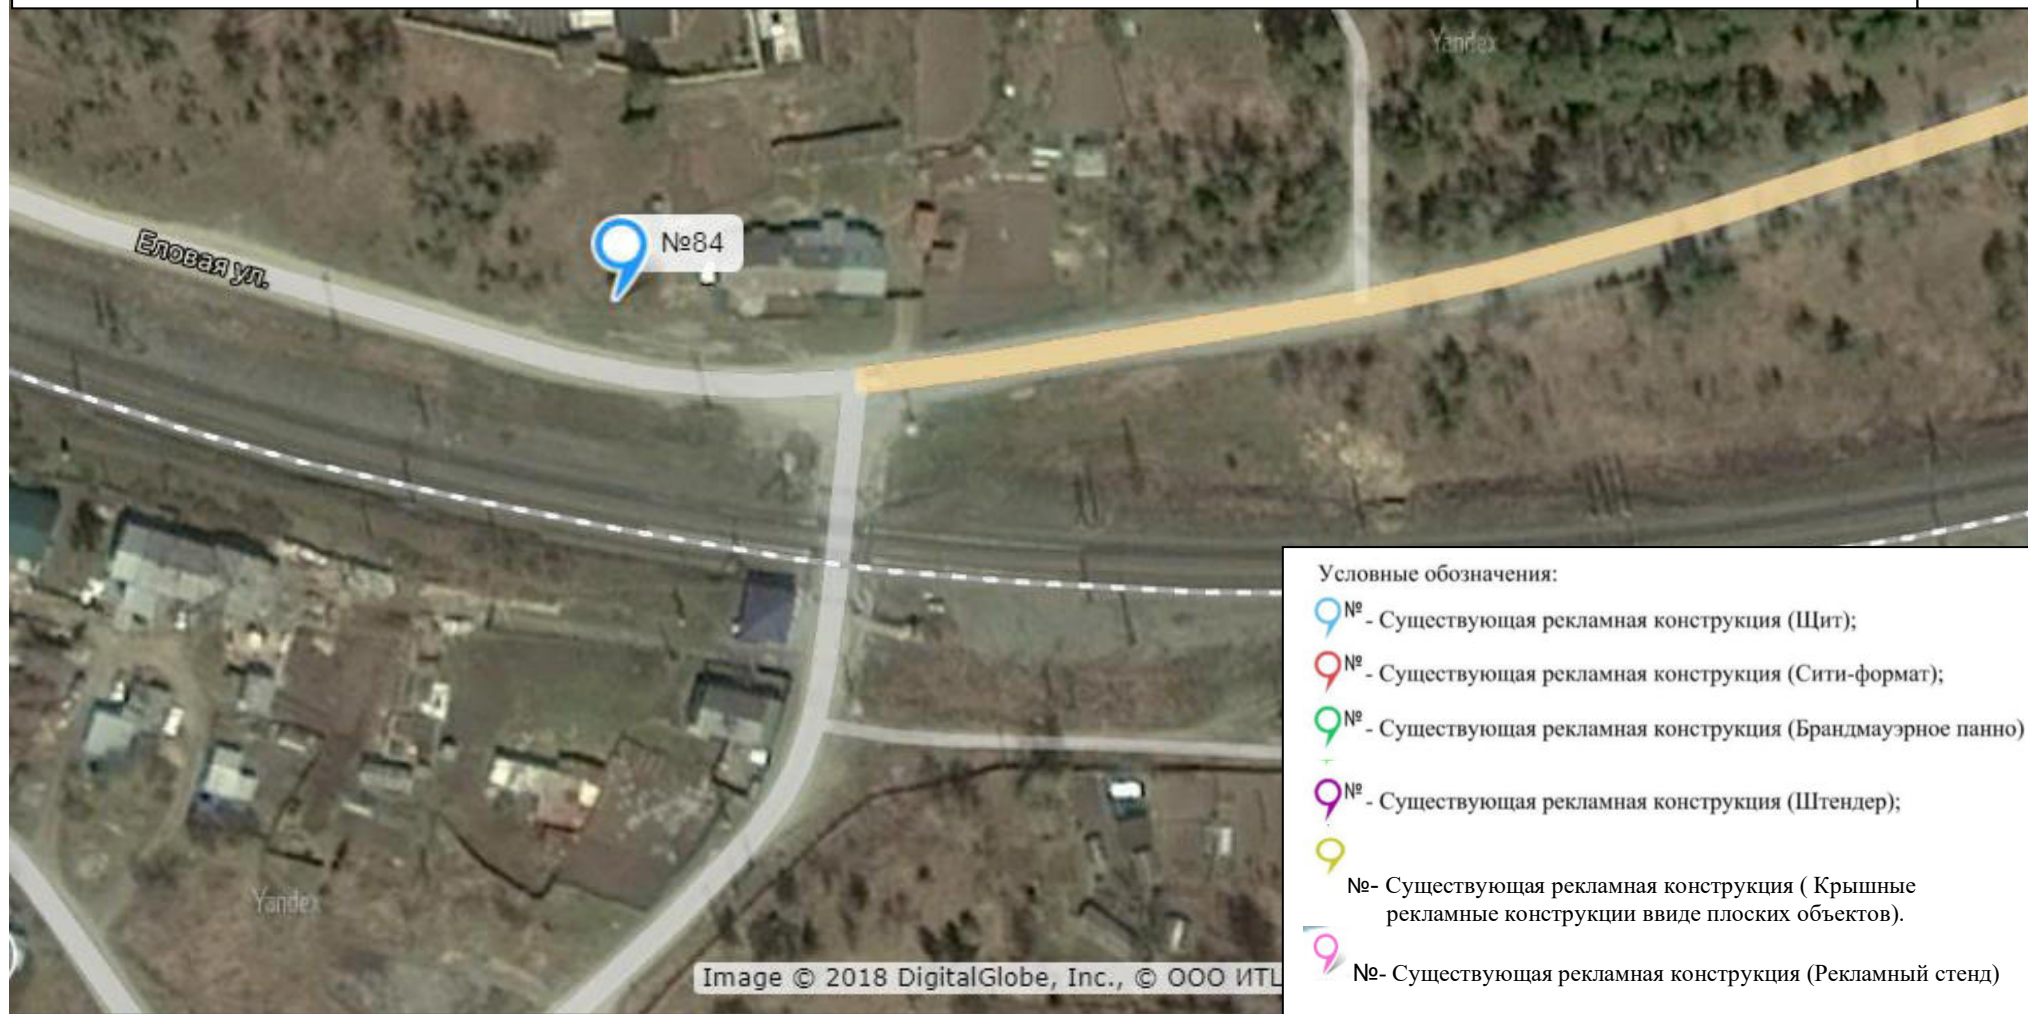 Yandex
№84
Еловая ул.
Условные обозначения:
№ - Существующая рекламная конструкция (Щит);
№ - Существующая рекламная конструкция (Сити-формат);
№ - Существующая рекламная конструкция (Брандмауэрное панно)
№ - Существующая рекламная конструкция (Штендер);
№- Существующая рекламная конструкция ( Крышные
рекламные конструкции ввиде плоских объектов).
№- Существующая рекламная конструкция (Рекламный стенд)
Yandex
Image © 2018 DigitalGlobe, Inc., © ООО ИТЦ